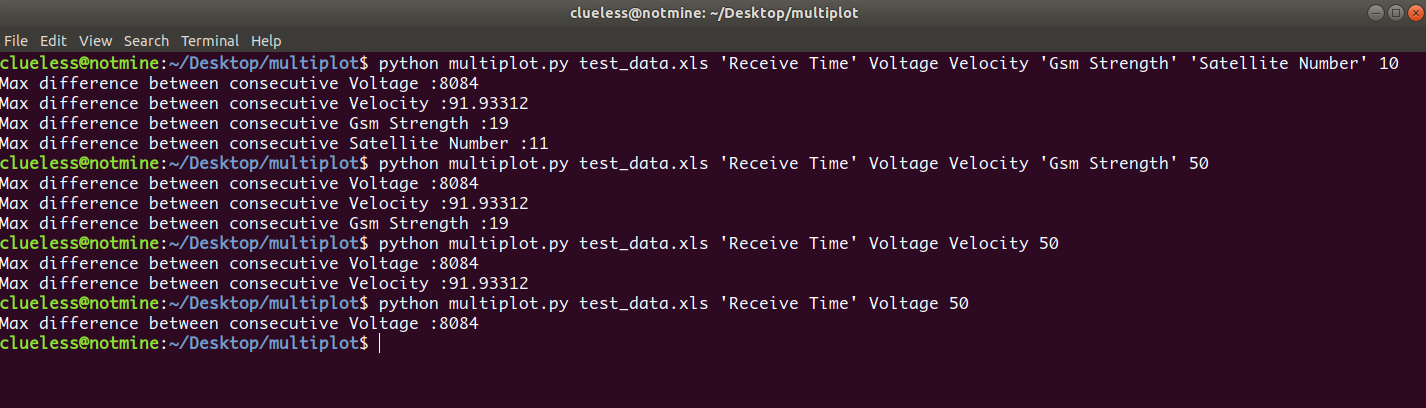 clueless@notmine: ~/Desktop/multiplot
File Edit View Search Terminal Help
clueless@notmine:~/Desktop/multiplot$ python multiplot.py test_data.xls 'Receive Time' Voltage Velocity 'Gsm Strength' 'Satellite Number' 10
Max difference between consecutive Voltage :8084
Max difference between consecutive Velocity :91.93312
Max difference between consecutive Gsm Strength :19
Max difference between consecutive Satellite Number :11
clueless@notmine:~/Desktop/multiplot$ python multiplot.py test_data.xls 'Receive Time' Voltage Velocity 'Gsm Strength' 50
Max difference between consecutive Voltage :8084
Max difference between consecutive Velocity :91.93312
Max difference between consecutive Gsm Strength :19
clueless@notmine:~/Desktop/multiplot$ python multiplot.py test_data.xls 'Receive Time' Voltage Velocity 50
Max difference between consecutive Voltage :8084
Max difference between consecutive Velocity :91.93312
clueless@notmine:~/Desktop/multiplot$ python multiplot.py test_data.xls 'Receive Time' Voltage 50
Max difference between consecutive Voltage :8084
clueless@notmine:~/Desktop/multiplot$